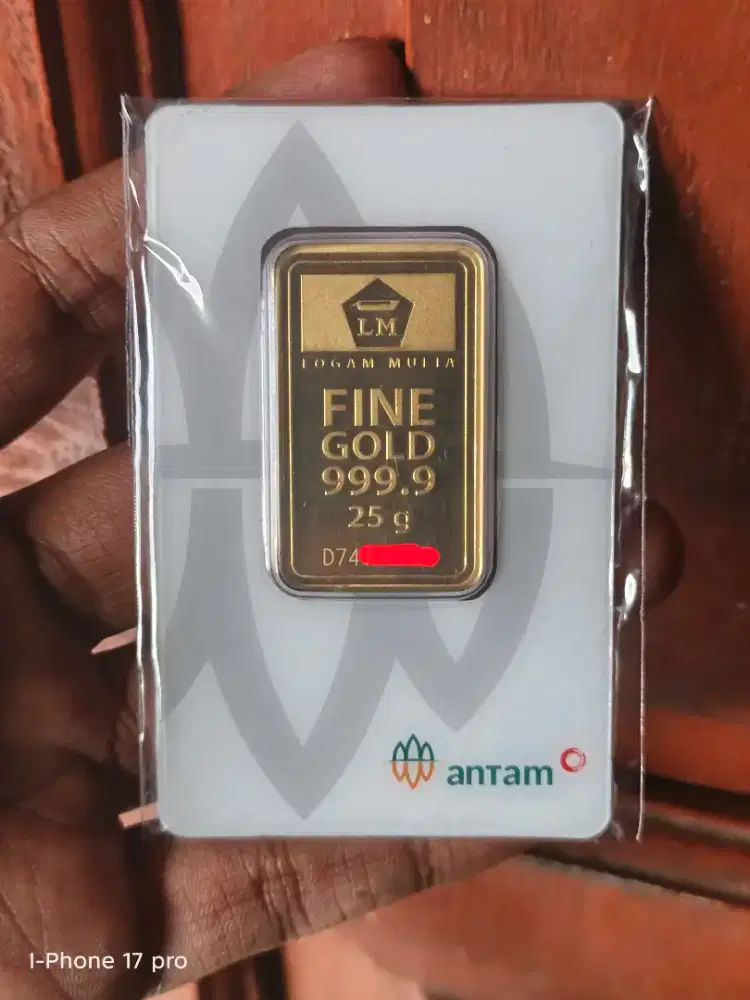 LM
LOGAM MULIA
FINE
GOLD
999.9
25 g
D74
antam
I-Phone 17 pro